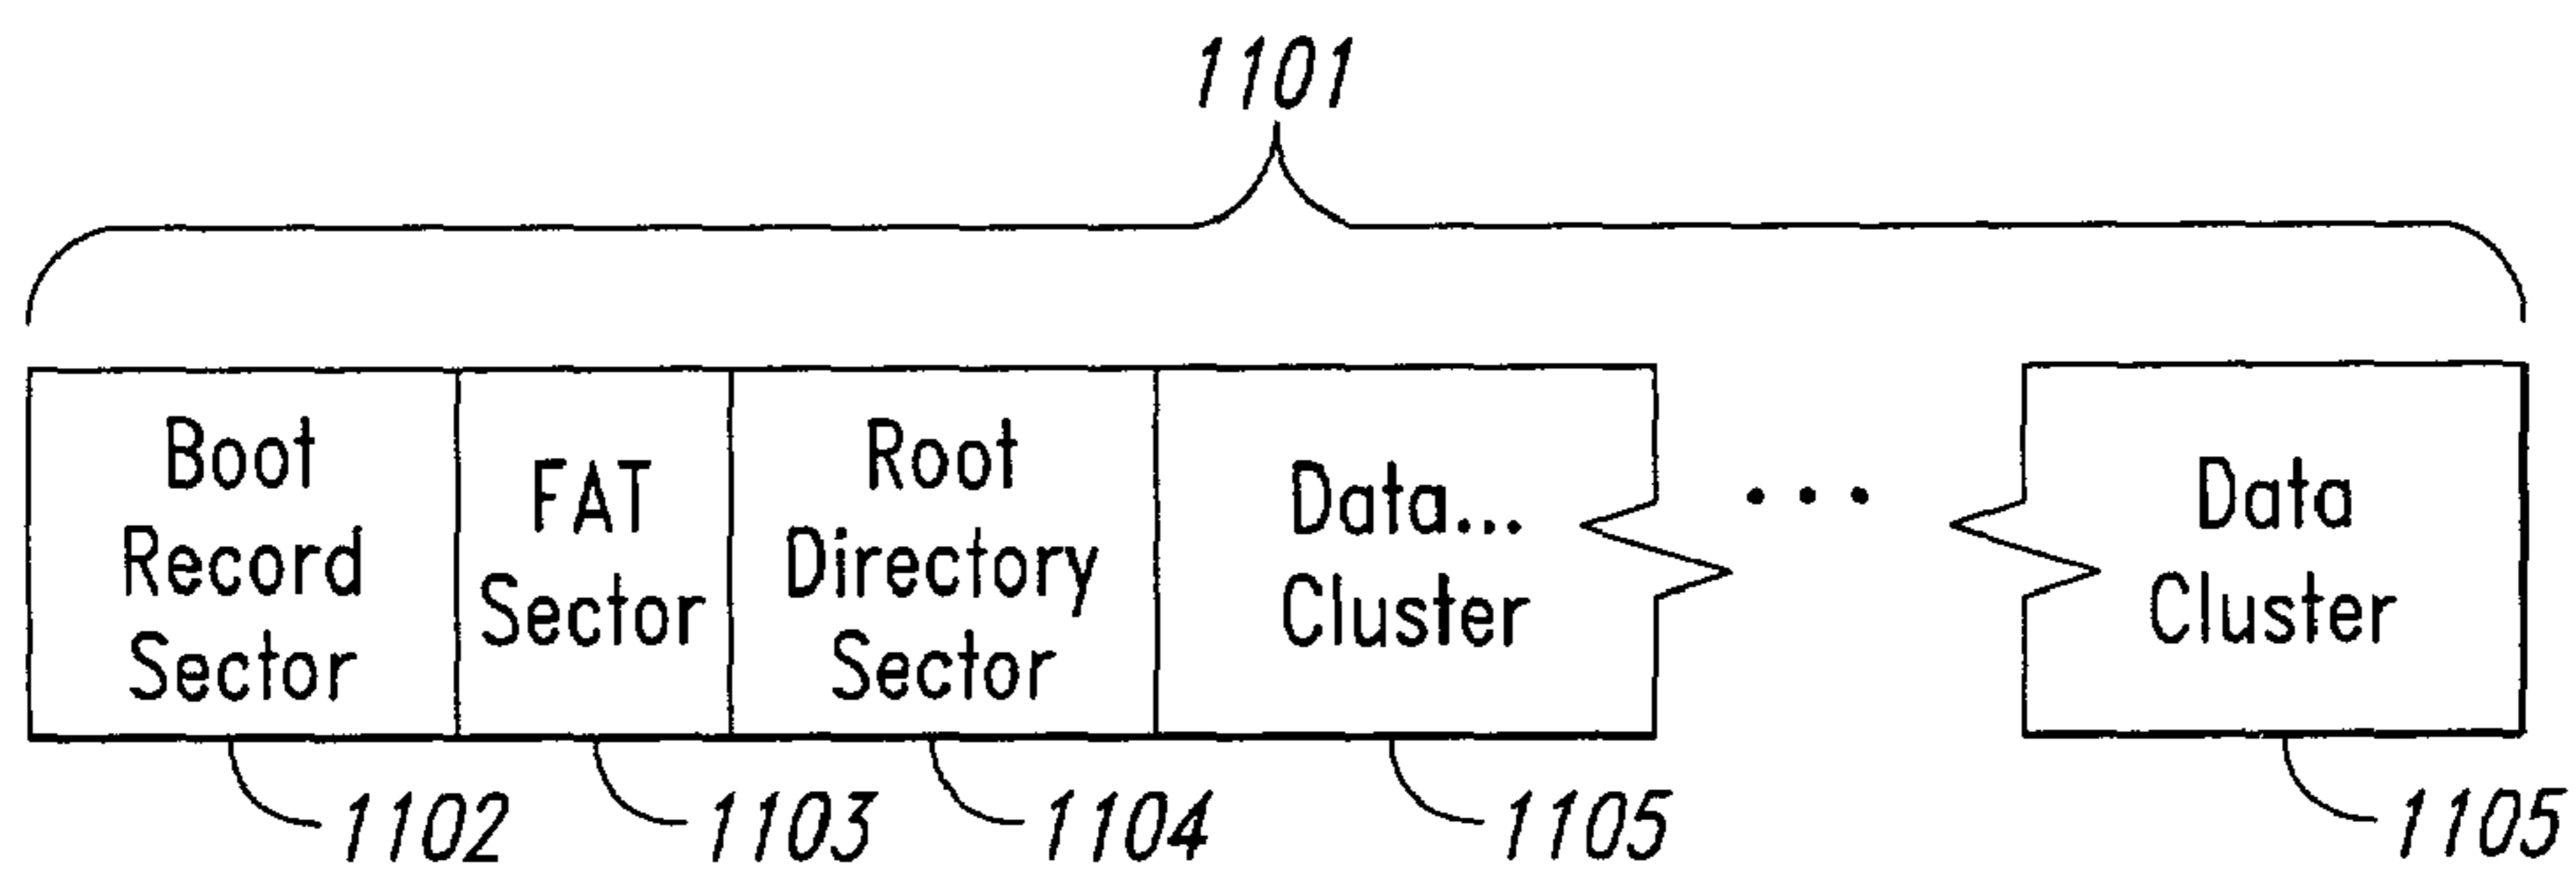 1101
Boot
Record
Sector
FAT
Sector
Root
Directory
Sector
Data...
Cluster
...
Data
Cluster
1102
1103
1104
1105
1105